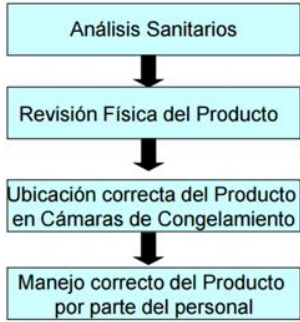 Análisis Sanitarios
Revisión Física del Producto
Ubicación correcta del Producto
en Cámaras de Congelamiento
Manejo correcto del Producto
por parte del personal